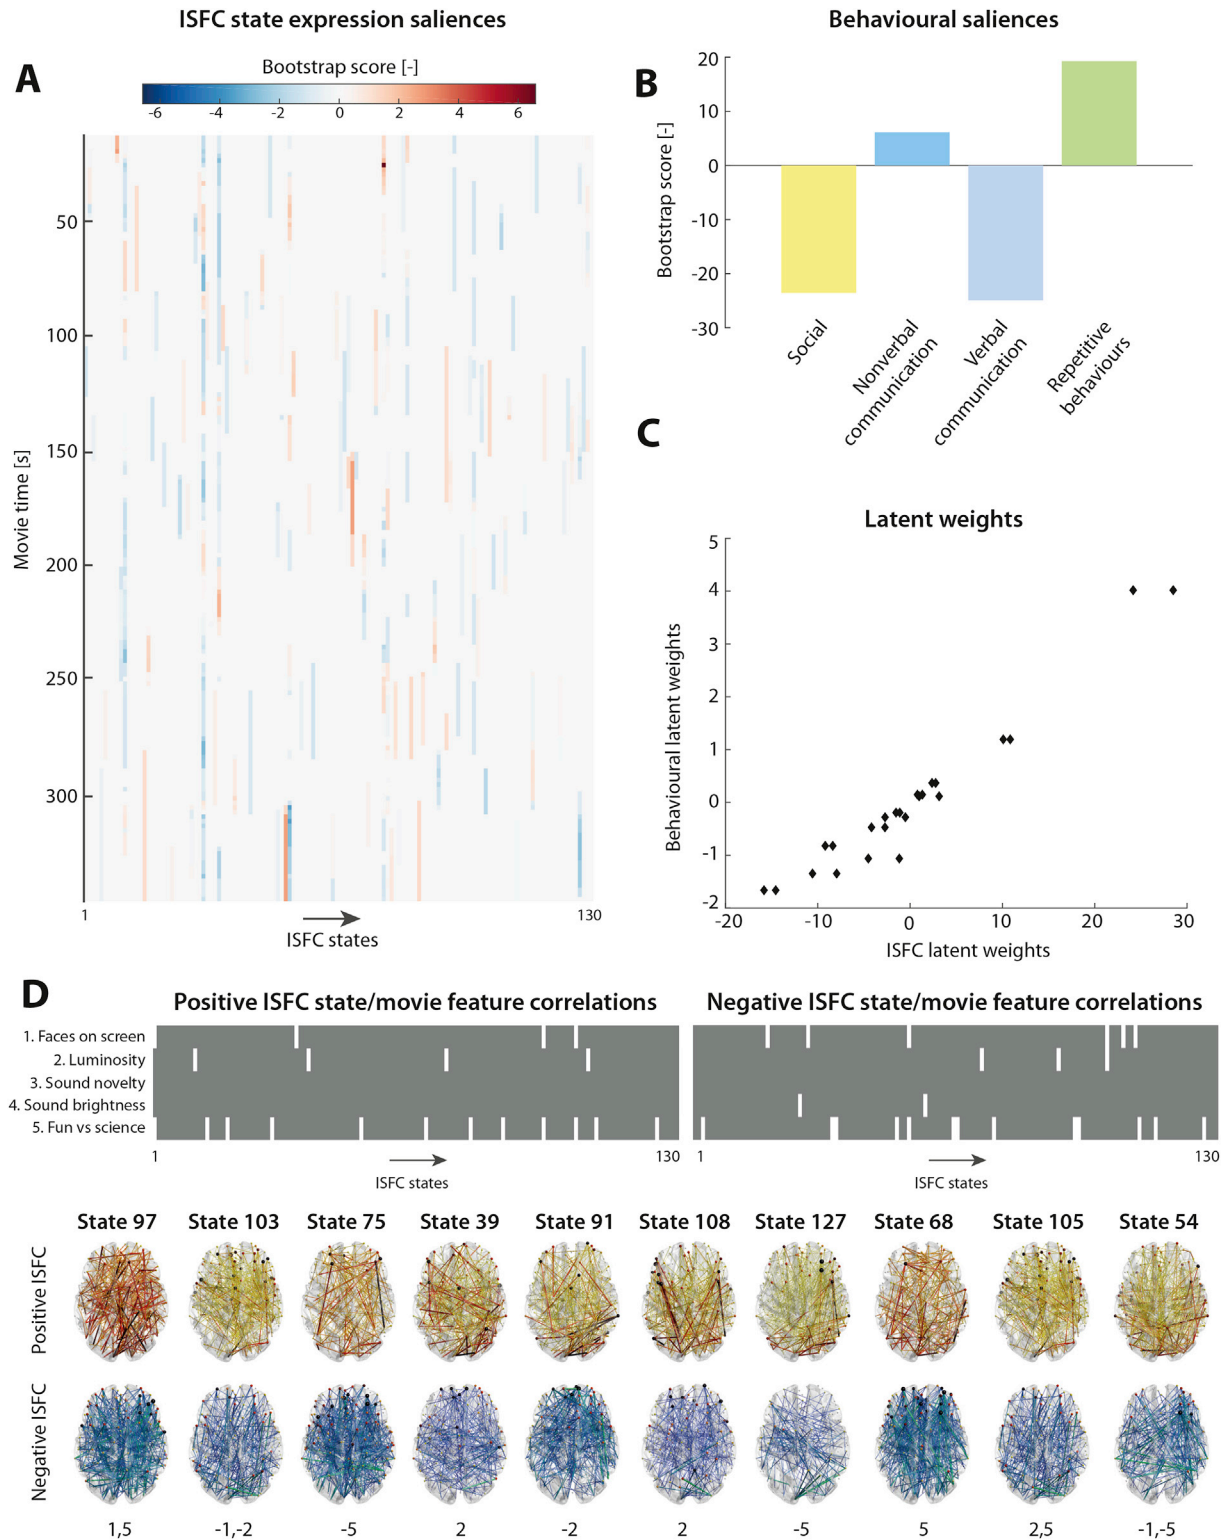 ISFC state expression saliences
Behavioural saliences
A
Bootstrap score [-]
-6 -4 -2 0 2 4 6
50
100
150
200
250
300
Movie time [s]
1 130
ISFC states
B
20
10
0
-10
-20
-30
Bootstrap score [-]
Social
Nonverbal
communication
Verbal
communication
Repetitive
behaviours
C
Latent weights
5
4
3
2
1
0
-1
-2
Behavioural latent weights
-20 -10 0 10 20 30
ISFC latent weights
D
Positive ISFC state/movie feature correlations
Negative ISFC state/movie feature correlations
1. Faces on screen
2. Luminosity
3. Sound novelty
4. Sound brightness
5. Fun vs science
1 130
ISFC states
1 130
ISFC states
State 97 State 103 State 75 State 39 State 91 State 108 State 127 State 68 State 105 State 54
Positive ISFC
Negative ISFC
1,5 -1,-2 -5 2 -2 2 -5 5 2,5 -1,-5